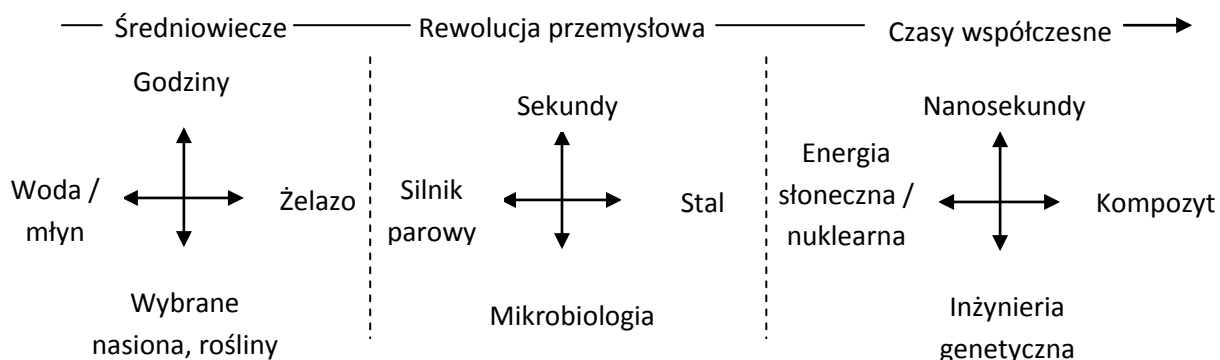 Średniowiecze
Rewolucja przemysłowa
Czasy współczesne
Godziny
Woda /
młyn
Żelazo
Wybrane
nasiona, rośliny
Sekundy
Silnik
parowy
Stal
Mikrobiologia
Nanosekundy
Energia
słoneczna /
nuklearna
Kompozyt
Inżynieria
genetyczna